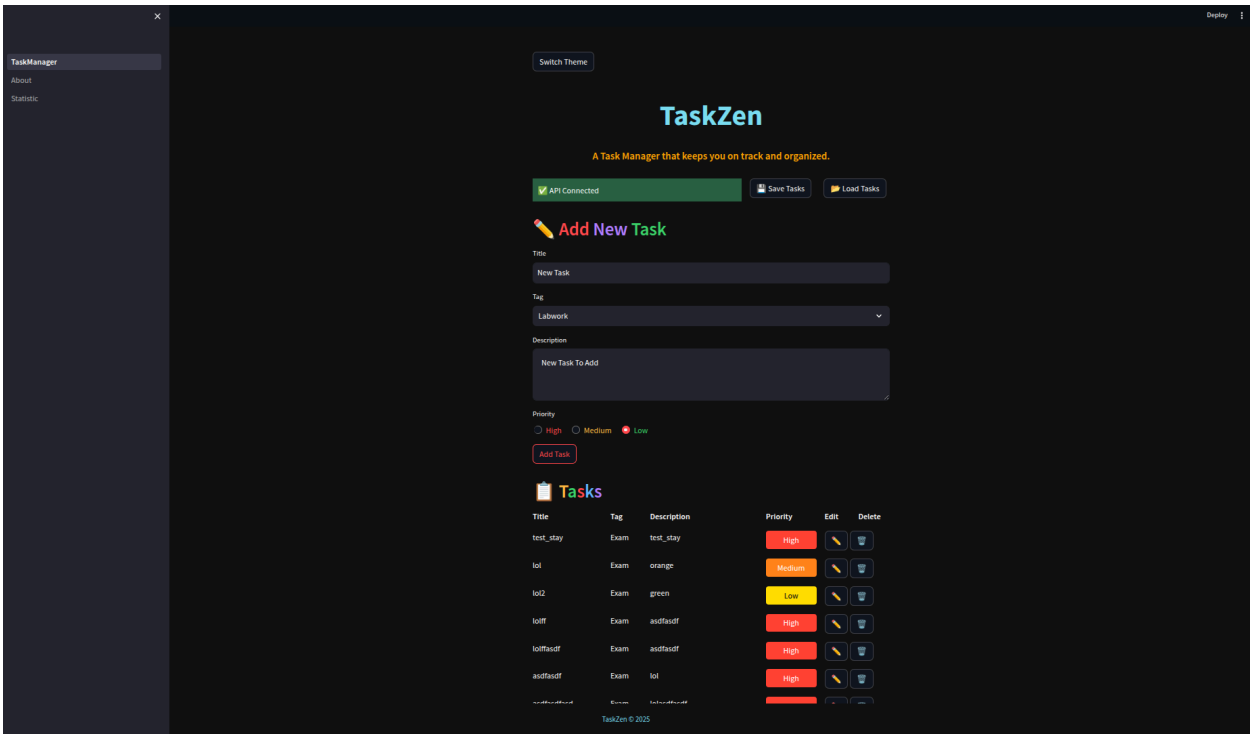 Deploy
TaskManager
About
Statistic
Switch Theme
TaskZen
A Task Manager that keeps you on track and organized.
✅ API Connected
💾 Save Tasks
📂 Load Tasks
✏️ Add New Task
Title
New Task
Tag
Labwork
Description
New Task To Add
Priority
High Medium Low
Add Task
📋 Tasks
Title Tag Description Priority Edit Delete
test_stay Exam test_stay High
lol Exam orange Medium
lol2 Exam green Low
lolff Exam asdfasdf High
lolffasdf Exam asdfasdf High
asdfasdf Exam lol High
Exam
TaskZen © 2025